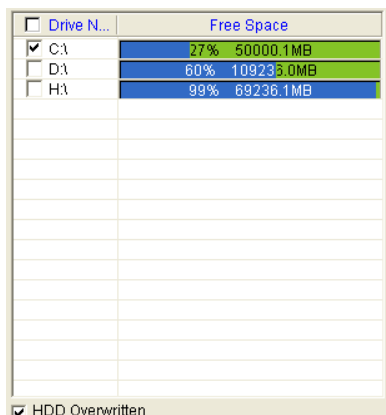 Drive N... Free Space
C:\ 27% 50000.1MB
D:\ 60% 109236.0MB
H:\ 99% 69236.1MB
HDD Overwritten